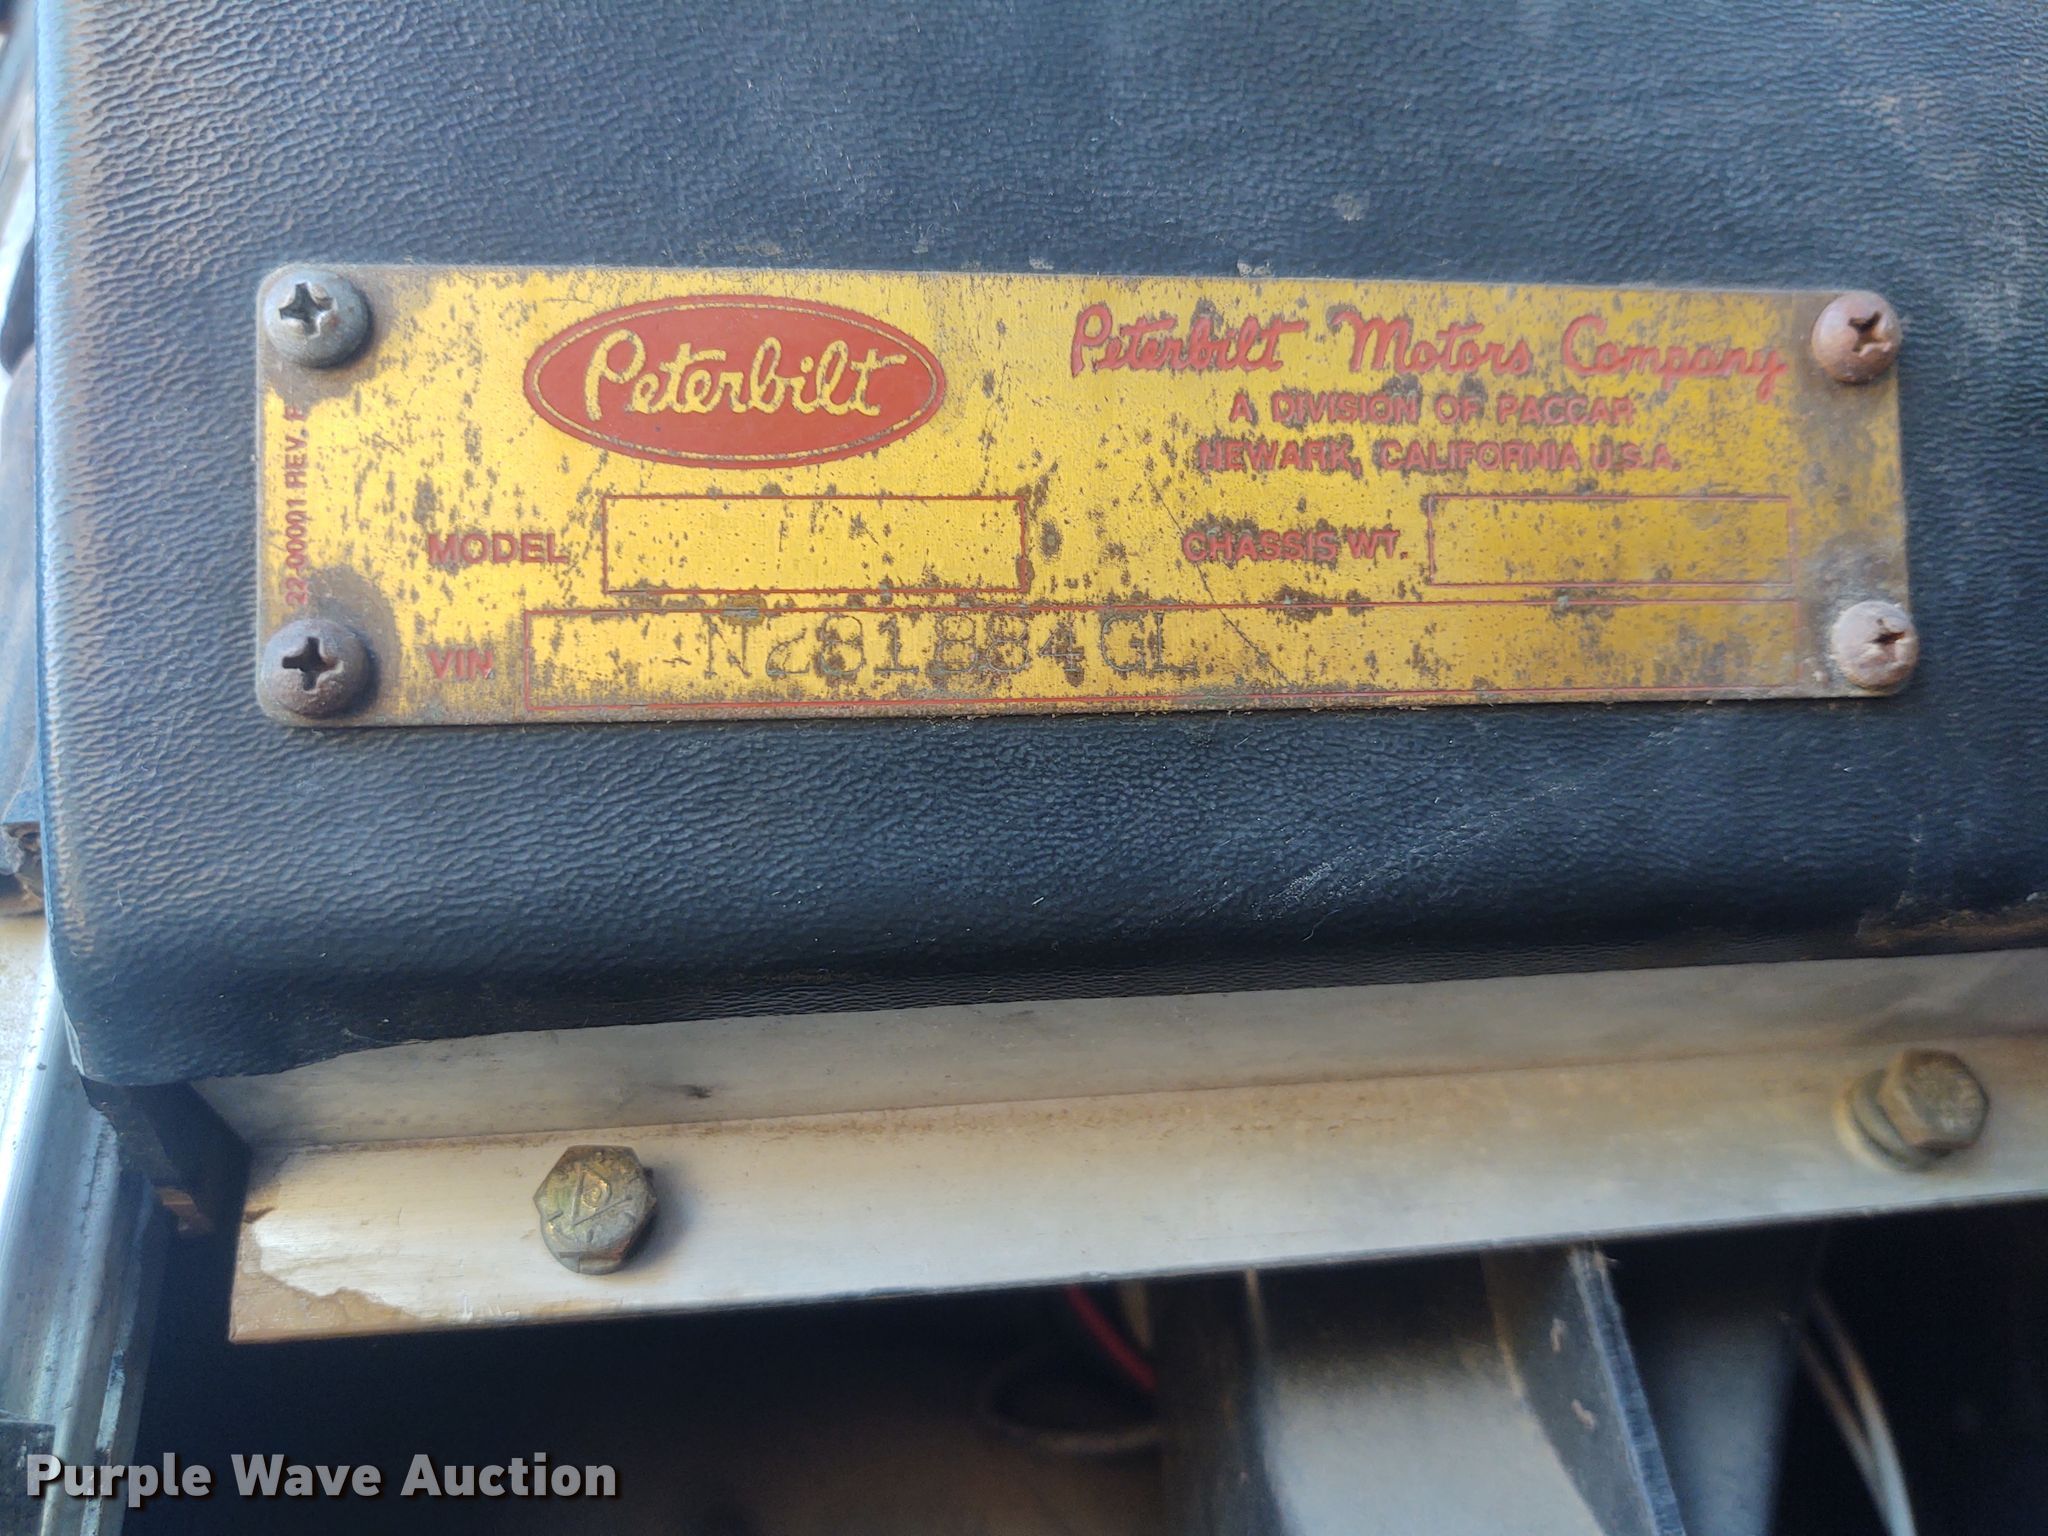 Peterbilt
Peterbilt Motors Company
A DIVISION OF PACCAR
NEWARK, CALIFORNIA U.S.A.
22-00001 REV. F
MODEL
CHASSIS WT.
VIN
Purple Wave Auction